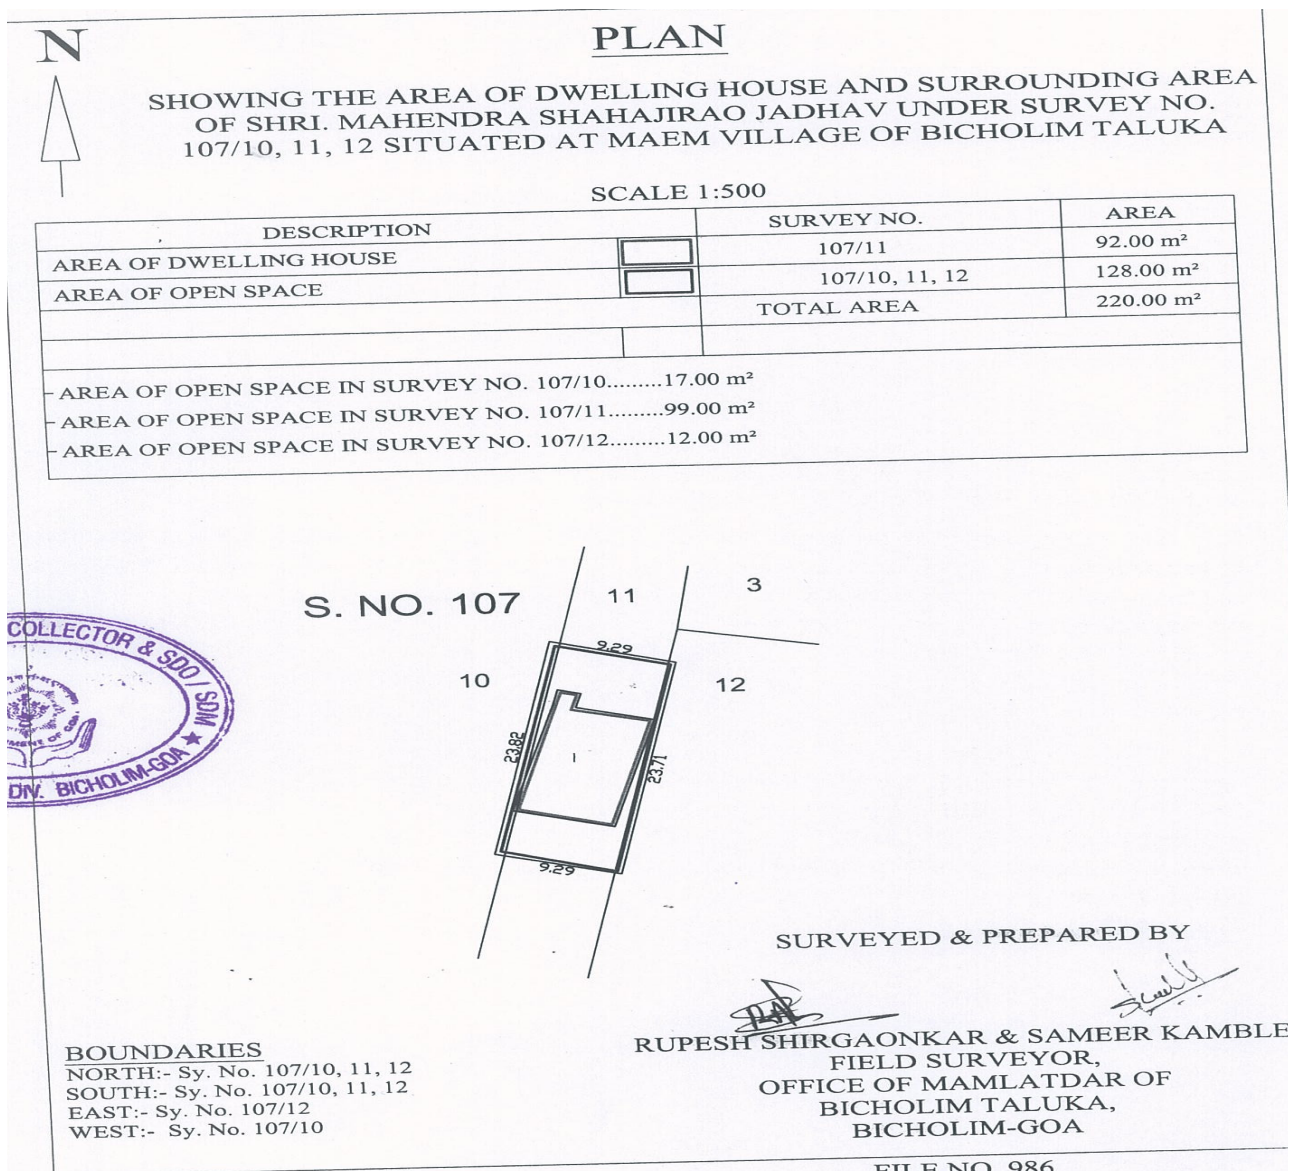 N
PLAN
SHOWING THE AREA OF DWELLING HOUSE AND SURROUNDING AREA
OF SHRI. MAHENDRA SHAHAJIRAO JADHAV UNDER SURVEY NO.
107/10, 11, 12 SITUATED AT MAEM VILLAGE OF BICHOLIM TALUKA
SCALE 1:500
DESCRIPTION SURVEY NO. AREA
AREA OF DWELLING HOUSE 107/11 92.00 m²
AREA OF OPEN SPACE 107/10, 11, 12 128.00 m²
TOTAL AREA 220.00 m²
AREA OF OPEN SPACE IN SURVEY NO. 107/10.........17.00 m²
AREA OF OPEN SPACE IN SURVEY NO. 107/11.........99.00 m²
AREA OF OPEN SPACE IN SURVEY NO. 107/12.........12.00 m²
S. NO. 107
11
3
10
12
9.29
23.82
1
23.71
9.29
COLLECTOR & SDO / SDM
DIV. BICHOLIM-GOA ★
SURVEYED & PREPARED BY
RUPESH SHIRGAONKAR & SAMEER KAMBLE
FIELD SURVEYOR,
OFFICE OF MAMLATDAR OF
BICHOLIM TALUKA,
BICHOLIM-GOA
BOUNDARIES
NORTH:- Sy. No. 107/10, 11, 12
SOUTH:- Sy. No. 107/10, 11, 12
EAST:- Sy. No. 107/12
WEST:- Sy. No. 107/10
FILE NO. 986